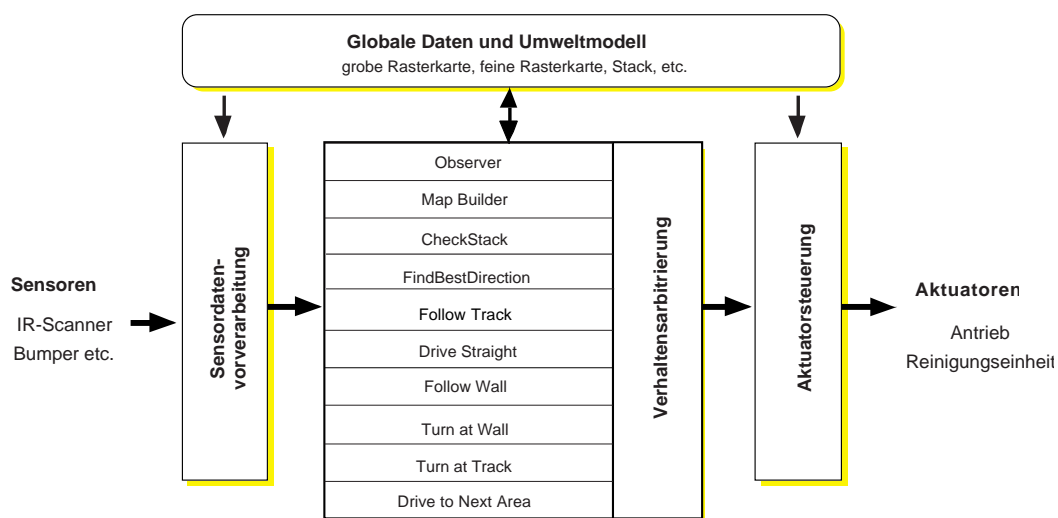 Globale Daten und Umweltmodell
grobe Rasterkarte, feine Rasterkarte, Stack, etc.
Sensoren
IR-Scanner
Bumper etc.
Sensordaten-
vorverarbeitung
Observer
Map Builder
CheckStack
FindBestDirection
Follow Track
Drive Straight
Follow Wall
Turn at Wall
Turn at Track
Drive to Next Area
Verhaltensarbitrierung
Aktuatorsteuerung
Aktuatoren
Antrieb
Reinigungseinheit